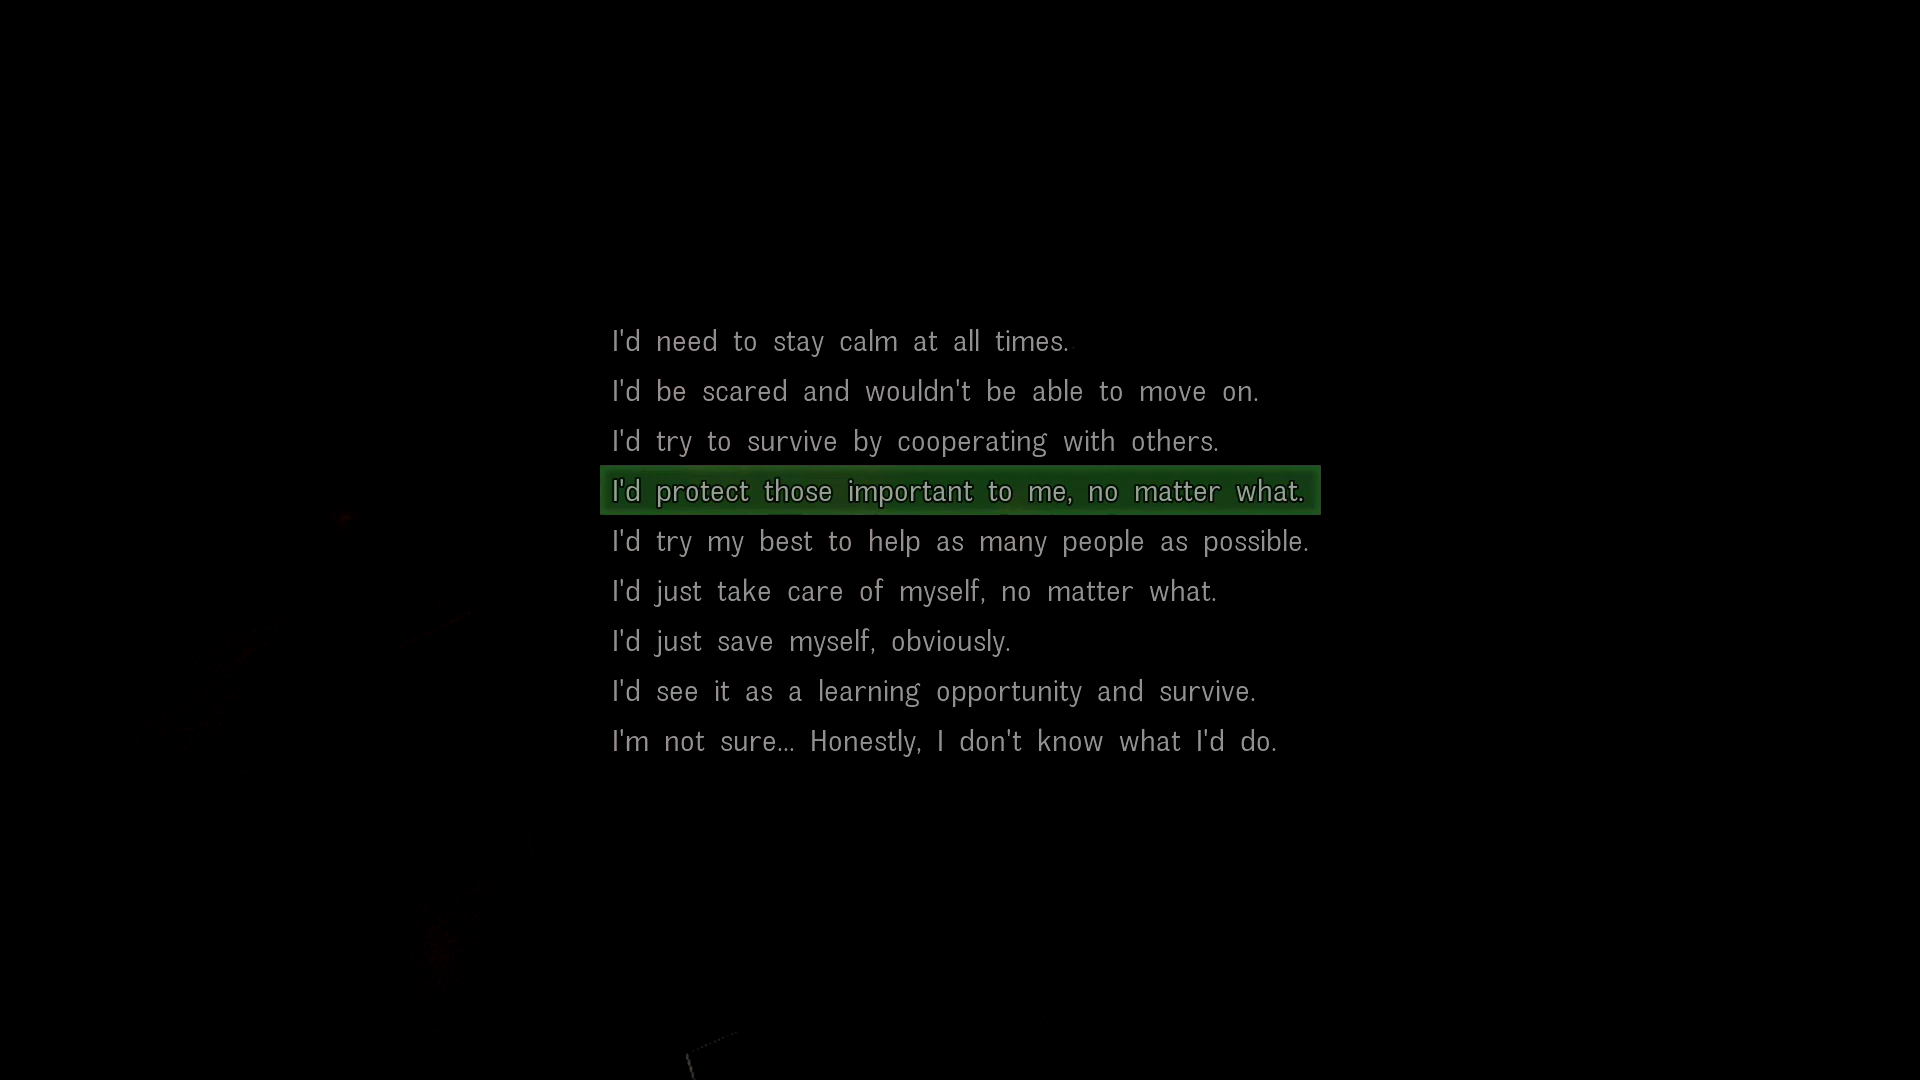 I'd need to stay calm at all times.
I'd be scared and wouldn't be able to move on.
I'd try to survive by cooperating with others.
I'd protect those important to me, no matter what.
I'd try my best to help as many people as possible.
I'd just take care of myself, no matter what.
I'd just save myself, obviously.
I'd see it as a learning opportunity and survive.
I'm not sure... Honestly, I don't know what I'd do.